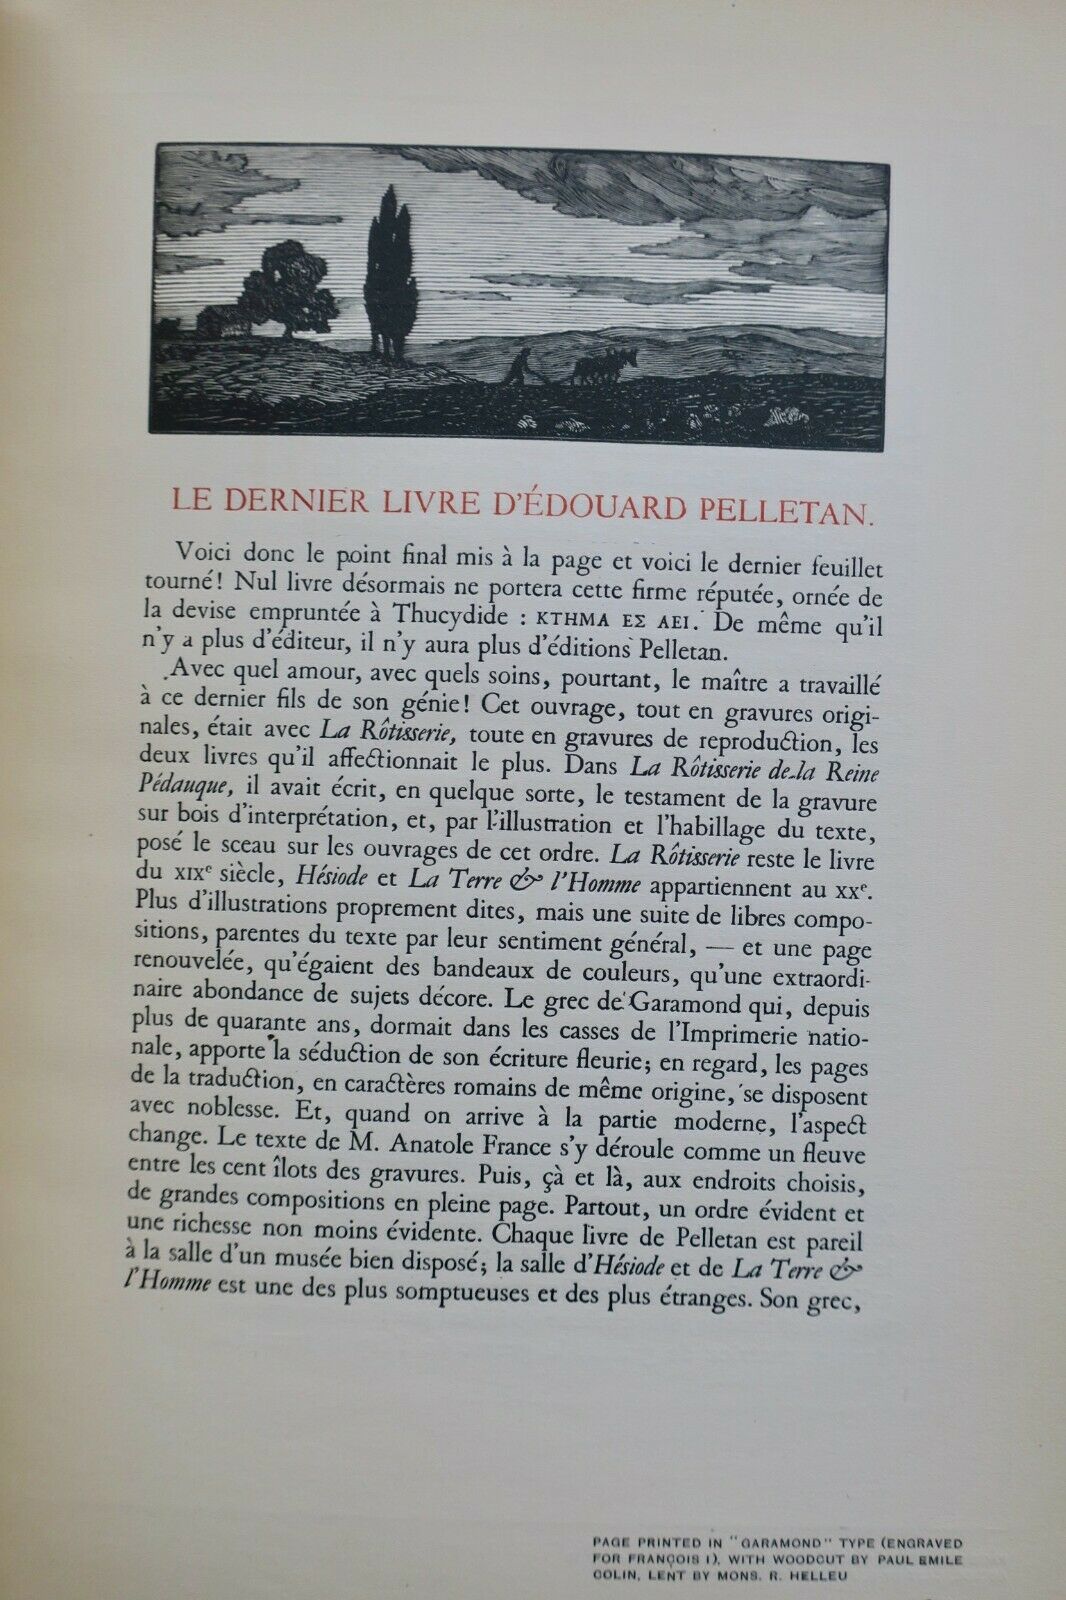 LE DERNIER LIVRE D'ÉDOUARD PELLETAN.
Voici donc le point final mis à la page et voici le dernier feuillet
tourné! Nul livre désormais ne portera cette firme réputée, ornée de
la devise empruntée à Thucydide : ΚΤΗΜΑ ΕΣ ΑΕΙ. De même qu'il
n'y a plus d'éditeur, il n'y aura plus d'éditions Pelletan.
Avec quel amour, avec quels soins, pourtant, le maître a travaillé
à ce dernier fils de son génie! Cet ouvrage, tout en gravures origi-
nales, était avec La Rôtisserie, toute en gravures de reproduction, les
deux livres qu'il affectionnait le plus. Dans La Rôtisserie de la Reine
Pédauque, il avait écrit, en quelque sorte, le testament de la gravure
sur bois d'interprétation, et, par l'illustration et l'habillage du texte,
posé le sceau sur les ouvrages de cet ordre. La Rôtisserie reste le livre
du XIXe siècle, Hésiode et La Terre & l'Homme appartiennent au XXe.
Plus d'illustrations proprement dites, mais une suite de libres compo-
sitions, parentes du texte par leur sentiment général, — et une page
renouvelée, qu'égaient des bandeaux de couleurs, qu'une extraordi-
naire abondance de sujets décore. Le grec de Garamond qui, depuis
plus de quarante ans, dormait dans les casses de l'Imprimerie natio-
nale, apporte la séduction de son écriture fleurie; en regard, les pages
de la traduction, en caractères romains de même origine, se disposent
avec noblesse. Et, quand on arrive à la partie moderne, l'aspect
change. Le texte de M. Anatole France s'y déroule comme un fleuve
entre les cent îlots des gravures. Puis, çà et là, aux endroits choisis,
de grandes compositions en pleine page. Partout, un ordre évident et
une richesse non moins évidente. Chaque livre de Pelletan est pareil
à la salle d'un musée bien disposé; la salle d'Hésiode et de La Terre &
l'Homme est une des plus somptueuses et des plus étranges. Son grec,
PAGE PRINTED IN "GARAMOND" TYPE (ENGRAVED
FOR FRANÇOIS I), WITH WOODCUT BY PAUL EMILE
COLIN, LENT BY MONS. R. HELLEU